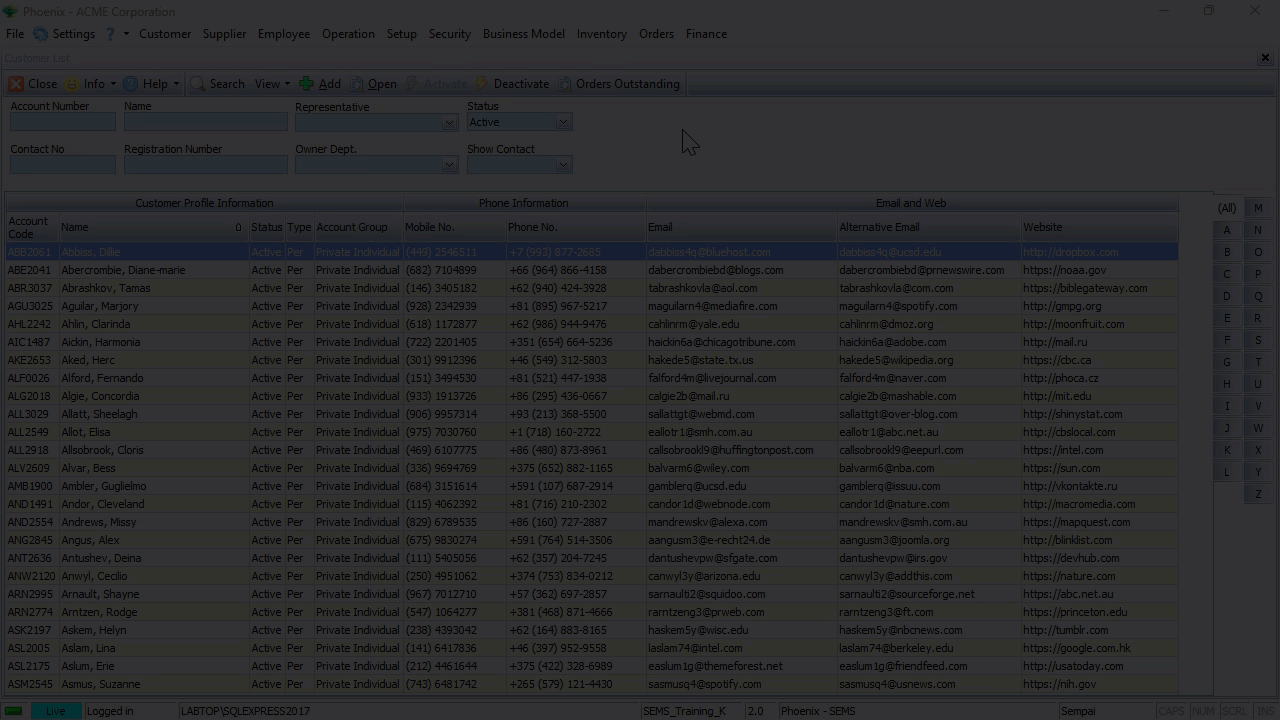 Phoenix - ACME Corporation
File Settings ? Customer Supplier Employee Operation Setup Security Business Model Inventory Orders Finance
Customer List
Close Info Help Search View Add Open Activate Deactivate Orders Outstanding
Account Number Name Representative Status
Active
Contact No Registration Number Owner Dept. Show Contact
Customer Profile Information Phone Information Email and Web
Account Code Name Status Type Account Group Mobile No. Phone No. Email Alternative Email Website
ABB2061 Abbiss, Dillie Active Per Private Individual (449) 2546511 +7 (993) 877-2685 dabbiss4q@bluehost.com dabbiss4q@ucsd.edu http://dropbox.com
ABE2041 Abercrombie, Diane-marie Active Per Private Individual (682) 7104899 +66 (964) 866-4158 dabercrombiebd@blogs.com dabercrombiebd@prnewswire.com https://noaa.gov
ABR3037 Abrashkov, Tamas Active Per Private Individual (146) 3405182 +62 (940) 424-3928 tabrashkovla@aol.com tabrashkovla@com.com https://biblegateway.com
AGU3025 Aguilar, Marjory Active Per Private Individual (928) 2342939 +81 (895) 967-5217 maguilarn4@mediafire.com maguilarn4@spotify.com http://gmpg.org
AHL2242 Ahlin, Clarinda Active Per Private Individual (618) 1172877 +62 (986) 944-9476 cahlinrm@yale.edu cahlinrm@dmoz.org http://moonfruit.com
AIC1487 Aickin, Harmonia Active Per Private Individual (722) 2201405 +351 (654) 664-5236 haickin6a@chicagotribune.com haickin6a@adobe.com http://mail.ru
AKE2653 Aked, Herc Active Per Private Individual (301) 9912396 +46 (549) 312-5803 hakede5@state.tx.us hakede5@wikipedia.org https://cbc.ca
ALF0026 Alford, Fernando Active Per Private Individual (151) 3494530 +81 (521) 447-1938 falford4m@livejournal.com falford4m@naver.com http://phoca.cz
ALG2018 Algie, Concordia Active Per Private Individual (933) 1913726 +86 (295) 436-0667 calgie2b@mail.ru calgie2b@mashable.com http://mit.edu
ALL3029 Allatt, Sheelagh Active Per Private Individual (906) 9957314 +93 (213) 368-5500 sallattgt@webmd.com sallattgt@over-blog.com http://shinystat.com
ALL2549 Allot, Elisa Active Per Private Individual (975) 7030760 +1 (718) 160-2722 eallotr1@smh.com.au eallotr1@abc.net.au http://cbslocal.com
ALL2918 Allsobrook, Cloris Active Per Private Individual (469) 6107775 +86 (480) 873-8961 callsobrookl9@huffingtonpost.com callsobrookl9@eepurl.com https://intel.com
ALV2609 Alvar, Bess Active Per Private Individual (336) 9694769 +375 (652) 882-1165 balvarm6@wiley.com balvarm6@nba.com https://sun.com
AMB1900 Ambler, Guglielmo Active Per Private Individual (684) 3151614 +591 (107) 687-2914 gamblerq@ucsd.edu gamblerq@issuu.com http://vkontakte.ru
AND1491 Andor, Cleveland Active Per Private Individual (115) 4062392 +81 (716) 210-2302 candor1d@webnode.com candor1d@nature.com http://macromedia.com
AND2554 Andrews, Missy Active Per Private Individual (829) 6789535 +86 (160) 727-2887 mandrewskv@alexa.com mandrewskv@smh.com.au https://mapquest.com
ANG2845 Angus, Alex Active Per Private Individual (675) 9830274 +591 (764) 514-3506 aangusm3@e-recht24.de aangusm3@joomla.org http://blinklist.com
ANT2636 Antushev, Deina Active Per Private Individual (111) 5405056 +62 (357) 204-7245 dantushevpw@sfgate.com dantushevpw@irs.gov https://devhub.com
ANW2120 Anwyl, Cecilio Active Per Private Individual (250) 4951062 +374 (753) 834-0212 canwyl3y@arizona.edu canwyl3y@addthis.com https://nature.com
ARN2995 Arnault, Shayne Active Per Private Individual (967) 7012710 +57 (362) 697-2857 sarnaulti2@squidoo.com sarnaulti2@sourceforge.net https://abc.net.au
ARN2774 Arntzen, Rodge Active Per Private Individual (547) 1064277 +381 (468) 871-4666 rarntzeng3@prweb.com rarntzeng3@ft.com https://princeton.edu
ASK2197 Askem, Helyn Active Per Private Individual (238) 4393042 +62 (164) 883-8165 haskem5y@wisc.edu haskem5y@nbcnews.com http://tumblr.com
ASL2005 Aslam, Lina Active Per Private Individual (141) 6417836 +46 (397) 952-9558 laslam74@intel.com laslam74@berkeley.edu https://google.com.hk
ASL2175 Aslum, Erie Active Per Private Individual (212) 4461644 +375 (422) 328-6989 easlum1g@themeforest.net easlum1g@friendfeed.com http://usatoday.com
ASM2545 Asmus, Suzanne Active Per Private Individual (743) 6481742 +265 (579) 121-4430 sasmusq4@spotify.com sasmusq4@usnews.com https://nih.gov
(All) M
A N
B O
C P
D Q
E R
F S
G T
H U
I V
J W
K X
L Y
Z
Live Logged in LABTOP\SQLEXPRESS2017 SEMS_Training_K 2.0 Phoenix - SEMS Sempai CAPS NUM SCRL INS